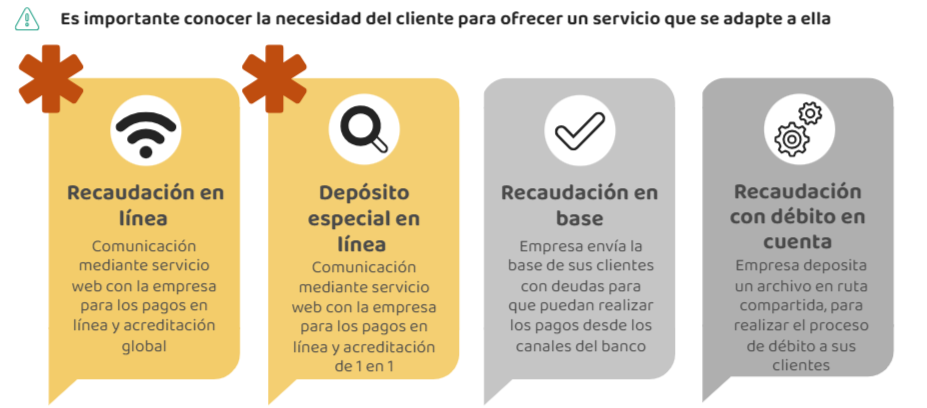 Es importante conocer la necesidad del cliente para ofrecer un servicio que se adapte a ella
Recaudación en
línea
Comunicación
mediante servicio
web con la empresa
para los pagos en
línea y acreditación
global
Depósito
especial en
línea
Comunicación
mediante servicio
web con la empresa
para los pagos en
línea y acreditación
de 1 en 1
Recaudación en
base
Empresa envía la
base de sus clientes
con deudas para
que puedan realizar
los pagos desde los
canales del banco
Recaudación
con débito en
cuenta
Empresa deposita
un archivo en ruta
compartida, para
realizar el proceso
de débito a sus
clientes